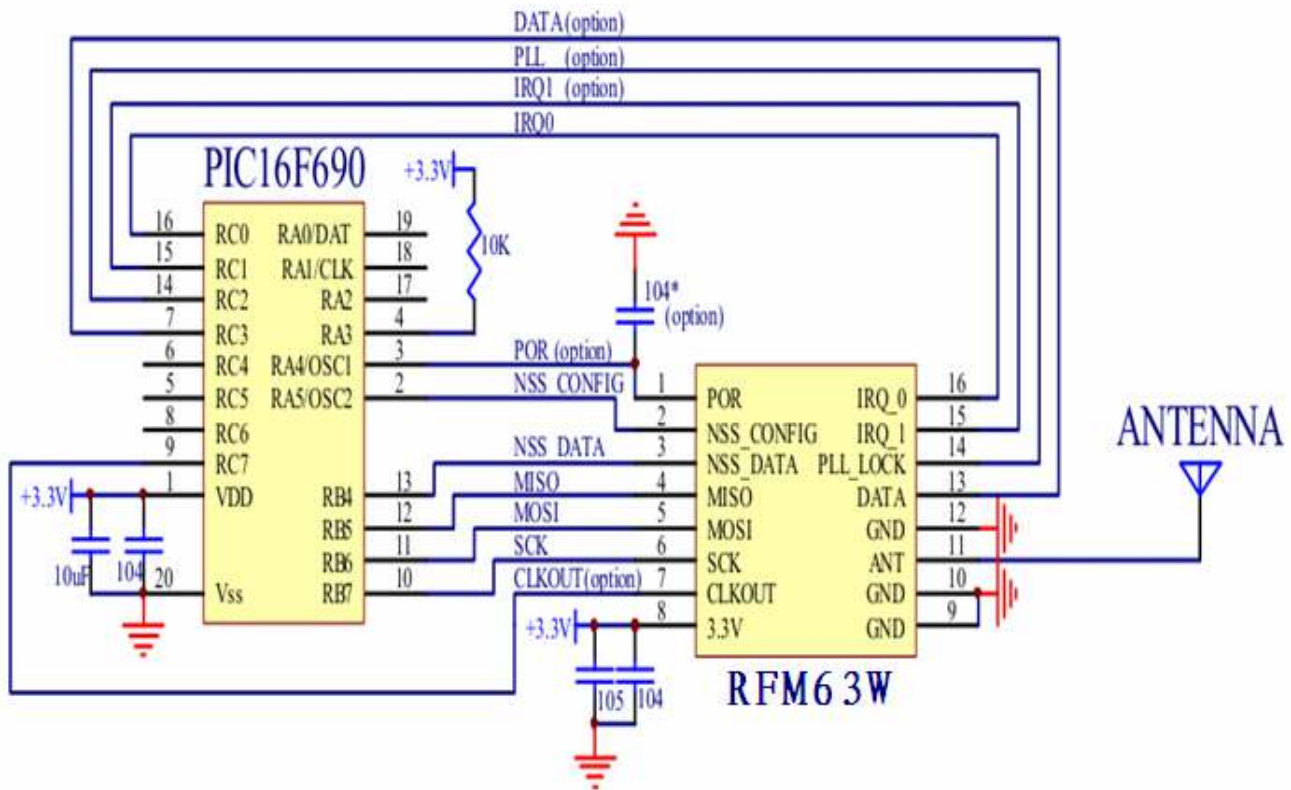 DATA(option)
PLL (option)
IRQ1 (option)
IRQ0
PIC16F690
+3.3V
10K
16 RC0 RA0/DAT 19
15 RC1 RA1/CLK 18
14 RC2 RA2 17
7 RC3 RA3 4
6 RC4 RA4/OSC1 3
5 RC5 RA5/OSC2 2
8 RC6
9 RC7
1 VDD RB4 13
RB5 12
RB6 11
20 Vss RB7 10
+3.3V
10uF 104
104*
(option)
POR (option)
NSS CONFIG
NSS DATA
MISO
MOSI
SCK
CLKOUT(option)
1 POR IRQ_0 16
2 NSS_CONFIG IRQ_1 15
3 NSS_DATA PLL_LOCK 14
4 MISO DATA 13
5 MOSI GND 12
6 SCK ANT 11
7 CLKOUT GND 10
8 3.3V GND 9
+3.3V
105 104
RFM63W
ANTENNA